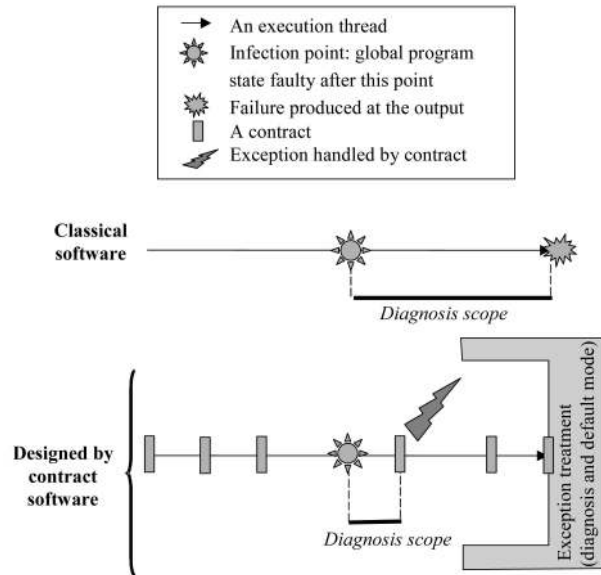 An execution thread
Infection point: global program
state faulty after this point
Failure produced at the output
A contract
Exception handled by contract
Classical
software
Diagnosis scope
Designed by
contract
software
Diagnosis scope
Exception treatment
(diagnosis and default mode)